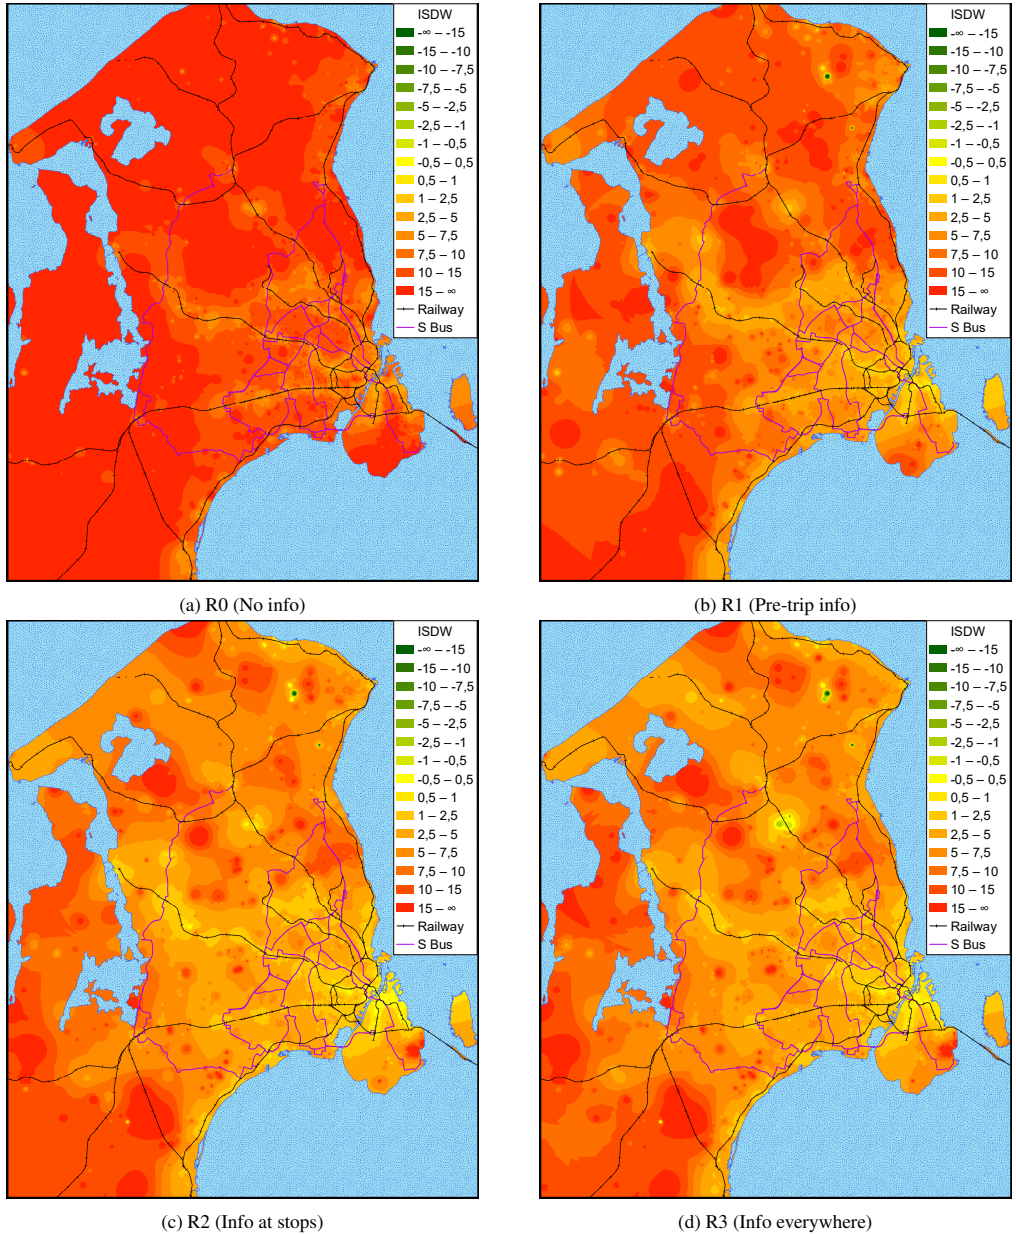 ISDW
-∞ – -15
-15 – -10
-10 – -7,5
-7,5 – -5
-5 – -2,5
-2,5 – -1
-1 – -0,5
-0,5 – 0,5
0,5 – 1
1 – 2,5
2,5 – 5
5 – 7,5
7,5 – 10
10 – 15
15 – ∞
Railway
S Bus
(a) R0 (No info)
ISDW
-∞ – -15
-15 – -10
-10 – -7,5
-7,5 – -5
-5 – -2,5
-2,5 – -1
-1 – -0,5
-0,5 – 0,5
0,5 – 1
1 – 2,5
2,5 – 5
5 – 7,5
7,5 – 10
10 – 15
15 – ∞
Railway
S Bus
(b) R1 (Pre-trip info)
ISDW
-∞ – -15
-15 – -10
-10 – -7,5
-7,5 – -5
-5 – -2,5
-2,5 – -1
-1 – -0,5
-0,5 – 0,5
0,5 – 1
1 – 2,5
2,5 – 5
5 – 7,5
7,5 – 10
10 – 15
15 – ∞
Railway
S Bus
(c) R2 (Info at stops)
ISDW
-∞ – -15
-15 – -10
-10 – -7,5
-7,5 – -5
-5 – -2,5
-2,5 – -1
-1 – -0,5
-0,5 – 0,5
0,5 – 1
1 – 2,5
2,5 – 5
5 – 7,5
7,5 – 10
10 – 15
15 – ∞
Railway
S Bus
(d) R3 (Info everywhere)